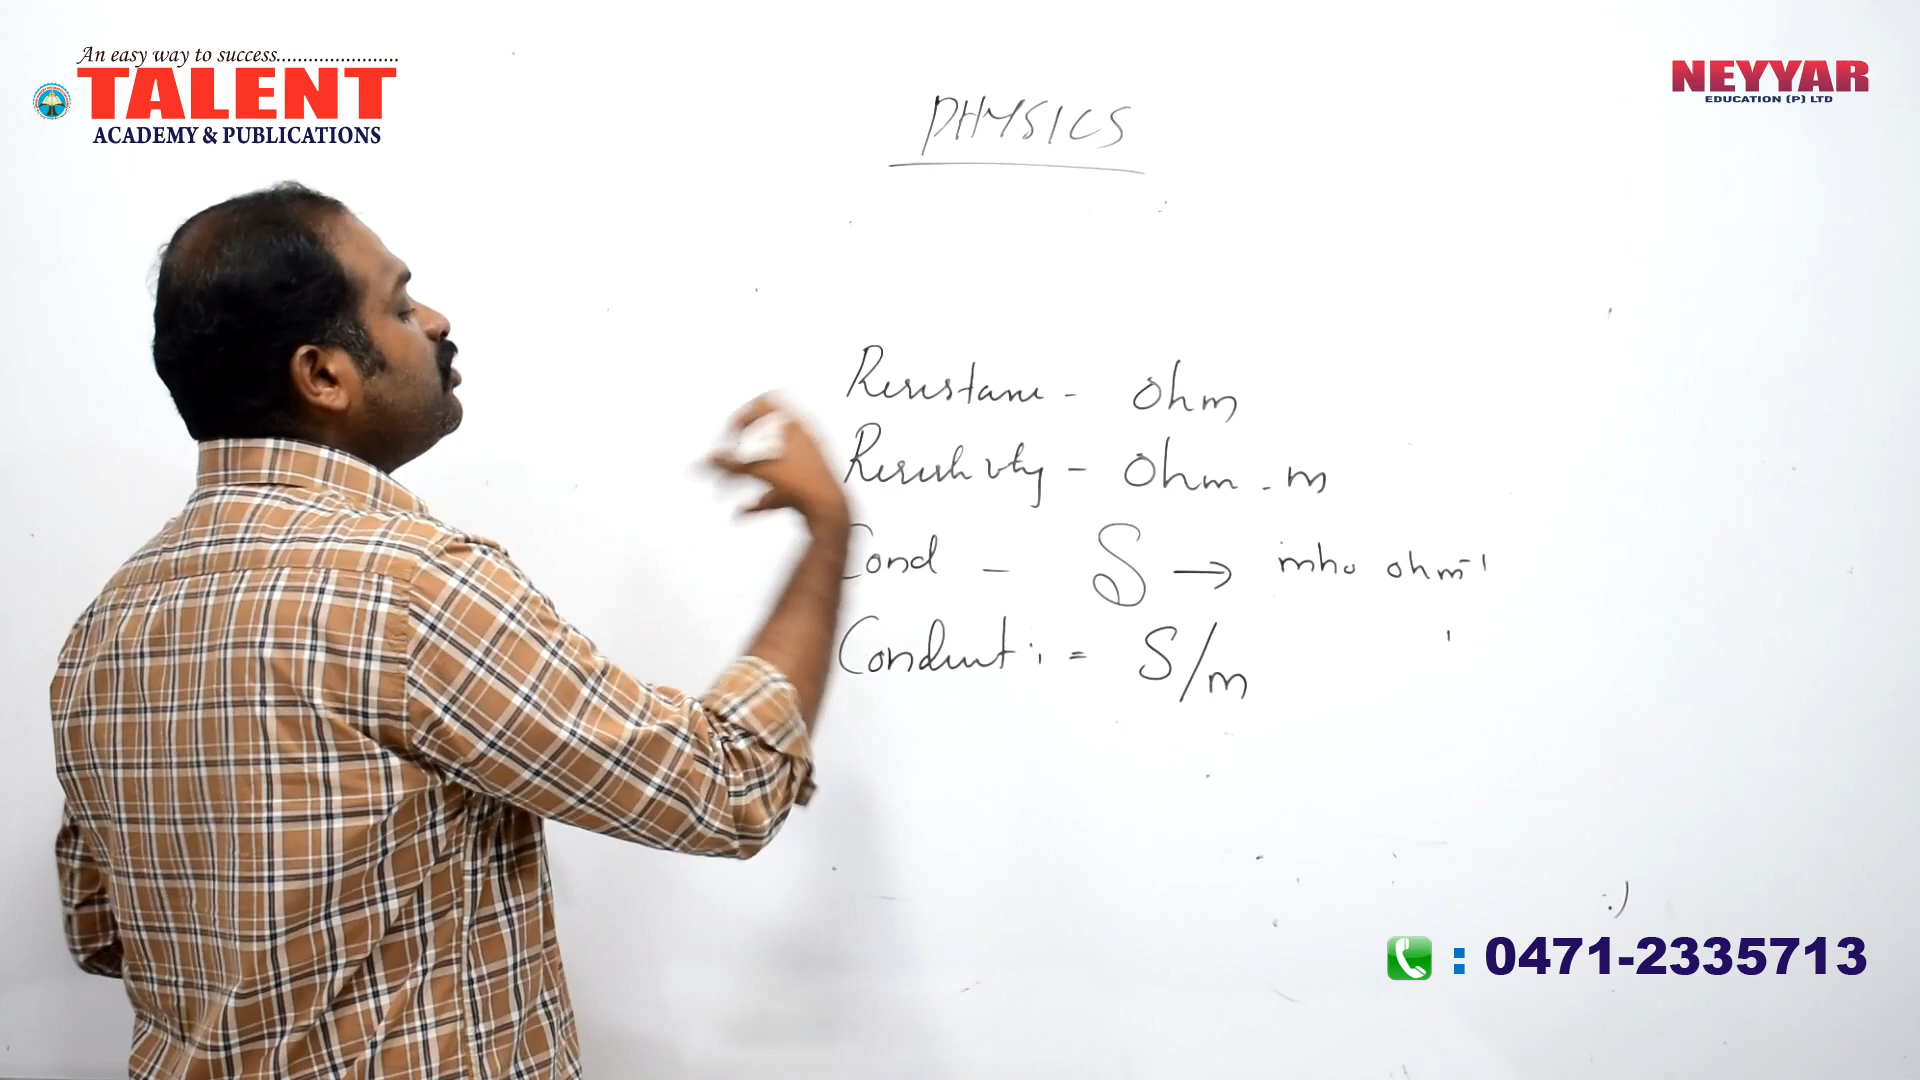 An easy way to success.......................
TALENT
ACADEMY & PUBLICATIONS
NEYYAR
EDUCATION (P) LTD
PHYSICS
Resistance - Ohm
Resistivity - Ohm - m
Cond - S → mho ohm⁻¹
Conducti = S/m
: 0471-2335713